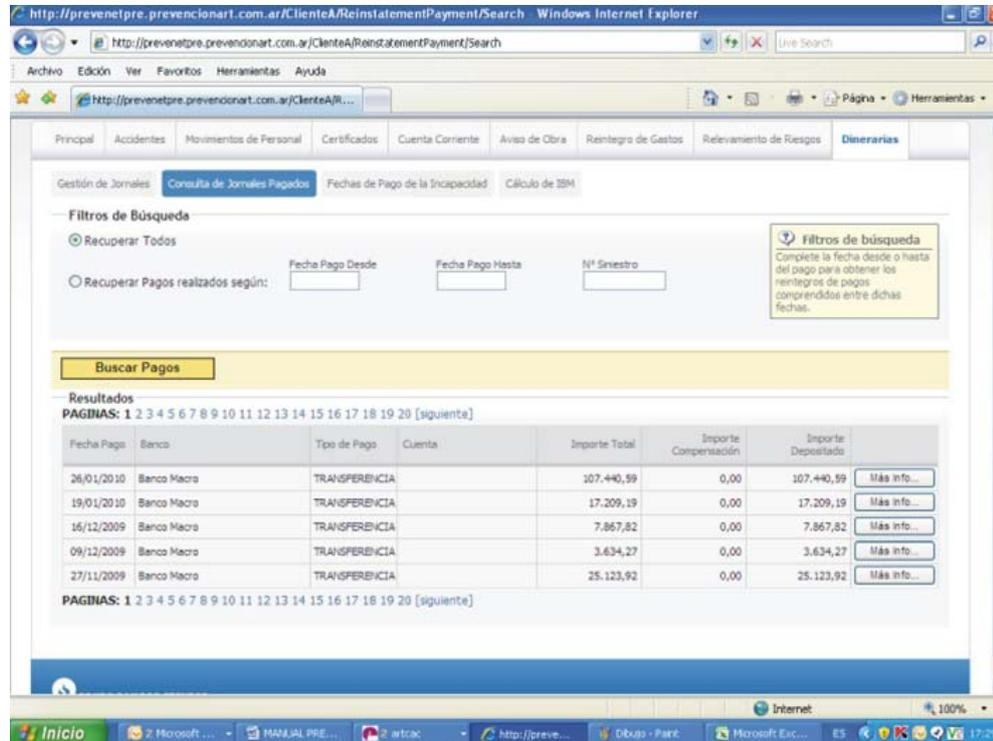 http://prevenetpre.prevencionart.com.ar/ClienteA/ReinstatementPayment/Search - Windows Internet Explorer
http://prevenetpre.prevencionart.com.ar/ClienteA/ReinstatementPayment/Search Live Search
Archivo Edición Ver Favoritos Herramientas Ayuda
http://prevenetpre.prevencionart.com.ar/ClienteA/R... Página Herramientas
Principal Accidentes Movimientos de Personal Certificados Cuenta Corriente Aviso de Obra Reintegro de Gastos Relevamiento de Riesgos Dinerarias
Gestión de Jornales Consulta de Jornales Pagados Fechas de Pago de la Incapacidad Cálculo de IBM
Filtros de Búsqueda
Recuperar Todos
Fecha Pago Desde Fecha Pago Hasta Nº Siniestro
Recuperar Pagos realizados según:
Filtros de búsqueda
Complete la fecha desde o hasta
del pago para obtener los
reintegros de pagos
comprendidos entre dichas
fechas.
Buscar Pagos
Resultados
PAGINAS: 1 2 3 4 5 6 7 8 9 10 11 12 13 14 15 16 17 18 19 20 [siguiente]
Fecha Pago Banco Tipo de Pago Cuenta Importe Total Importe Compensación Importe Depositado
26/01/2010 Banco Macro TRANSFERENCIA 107.440,59 0,00 107.440,59 Más info...
19/01/2010 Banco Macro TRANSFERENCIA 17.209,19 0,00 17.209,19 Más info...
16/12/2009 Banco Macro TRANSFERENCIA 7.867,82 0,00 7.867,82 Más info...
09/12/2009 Banco Macro TRANSFERENCIA 3.634,27 0,00 3.634,27 Más info...
27/11/2009 Banco Macro TRANSFERENCIA 25.123,92 0,00 25.123,92 Más info...
PAGINAS: 1 2 3 4 5 6 7 8 9 10 11 12 13 14 15 16 17 18 19 20 [siguiente]
Internet 100%
Inicio 2 Microsoft ... MANUAL PRE... 2 artcac http://preve... Dibujo - Paint Microsoft Exc... ES 17:29